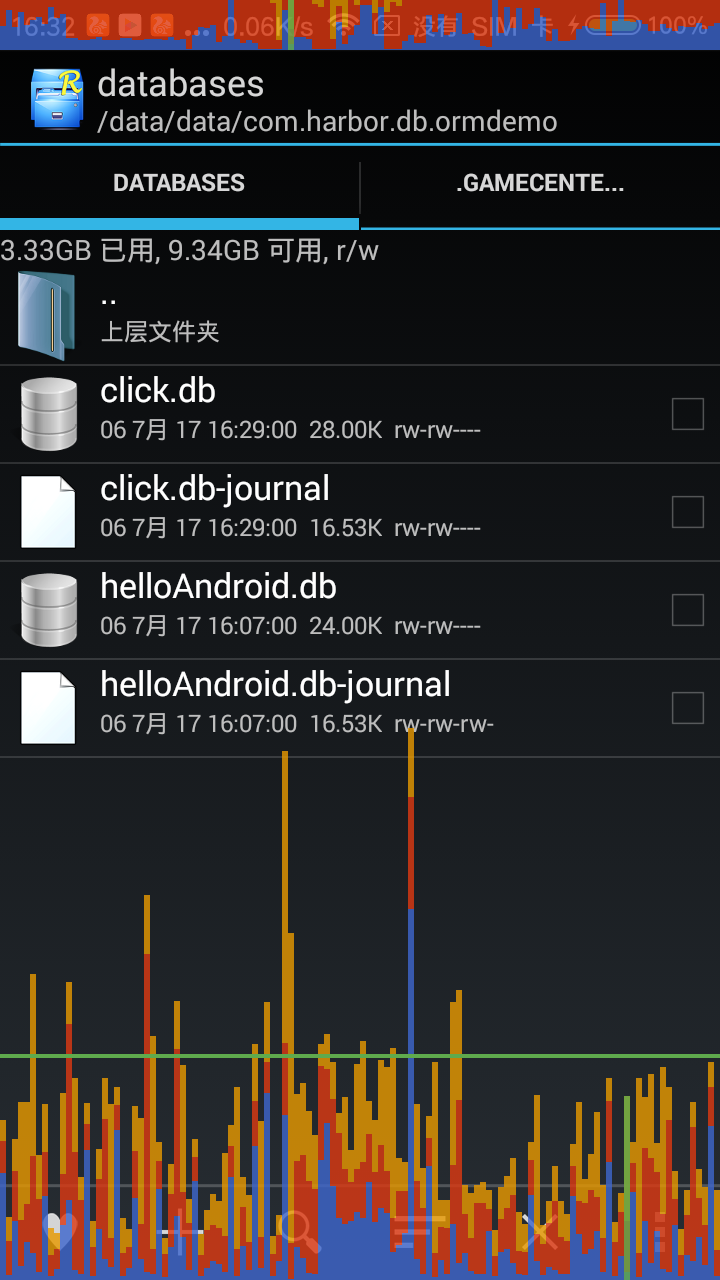 16:32 ... 0.06K/s 没有 SIM 卡 100%
databases
/data/data/com.harbor.db.ormdemo
DATABASES .GAMECENTE...
3.33GB 已用, 9.34GB 可用, r/w
..
上层文件夹
click.db
06 7月 17 16:29:00 28.00K rw-rw----
click.db-journal
06 7月 17 16:29:00 16.53K rw-rw----
helloAndroid.db
06 7月 17 16:07:00 24.00K rw-rw----
helloAndroid.db-journal
06 7月 17 16:07:00 16.53K rw-rw-rw-